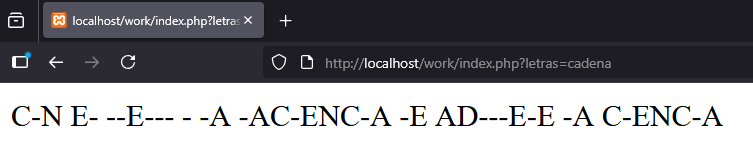 localhost/work/index.php?letras
http://localhost/work/index.php?letras=cadena
C-N E- --E--- - -A -AC-ENC-A -E AD---E-E -A C-ENC-A